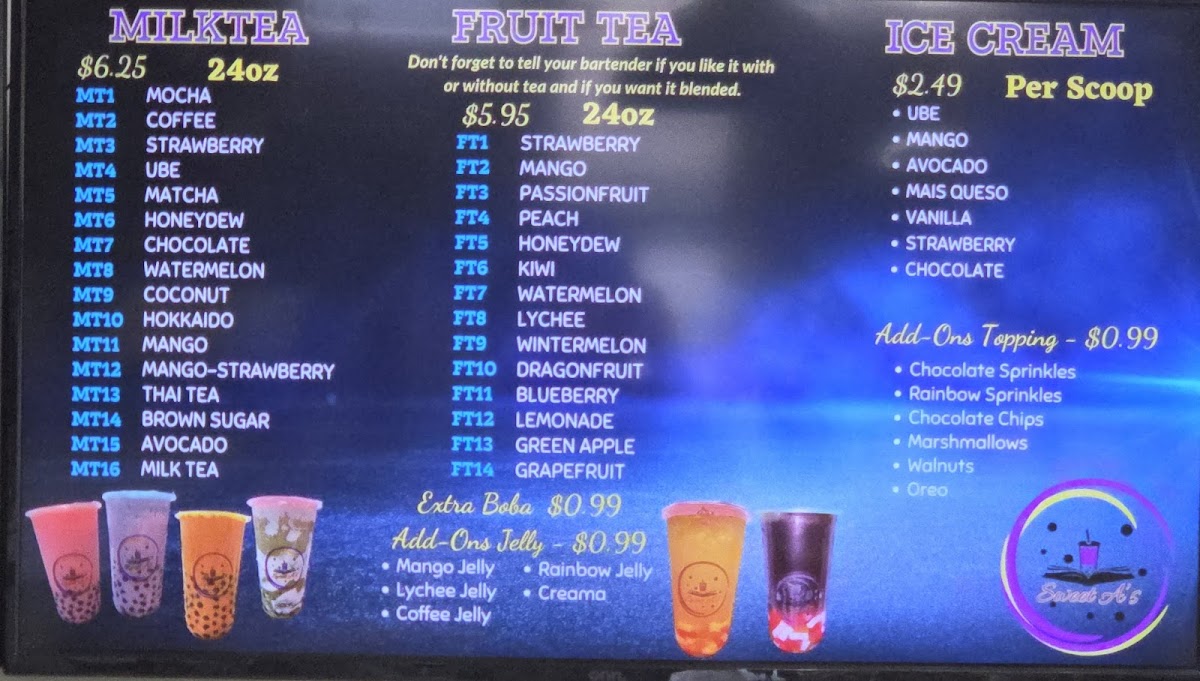 MILKTEA
$6.25 24oz
MT1 MOCHA
MT2 COFFEE
MT3 STRAWBERRY
MT4 UBE
MT5 MATCHA
MT6 HONEYDEW
MT7 CHOCOLATE
MT8 WATERMELON
MT9 COCONUT
MT10 HOKKAIDO
MT11 MANGO
MT12 MANGO-STRAWBERRY
MT13 THAI TEA
MT14 BROWN SUGAR
MT15 AVOCADO
MT16 MILK TEA
FRUIT TEA
Don't forget to tell your bartender if you like it with
or without tea and if you want it blended.
$5.95 24oz
FT1 STRAWBERRY
FT2 MANGO
FT3 PASSIONFRUIT
FT4 PEACH
FT5 HONEYDEW
FT6 KIWI
FT7 WATERMELON
FT8 LYCHEE
FT9 WINTERMELON
FT10 DRAGONFRUIT
FT11 BLUEBERRY
FT12 LEMONADE
FT13 GREEN APPLE
FT14 GRAPEFRUIT
Extra Boba $0.99
Add-Ons Jelly - $0.99
• Mango Jelly • Rainbow Jelly
• Lychee Jelly • Creama
• Coffee Jelly
ICE CREAM
$2.49 Per Scoop
• UBE
• MANGO
• AVOCADO
• MAIS QUESO
• VANILLA
• STRAWBERRY
• CHOCOLATE
Add-Ons Topping - $0.99
• Chocolate Sprinkles
• Rainbow Sprinkles
• Chocolate Chips
• Marshmallows
• Walnuts
• Oreo
Sweet A's